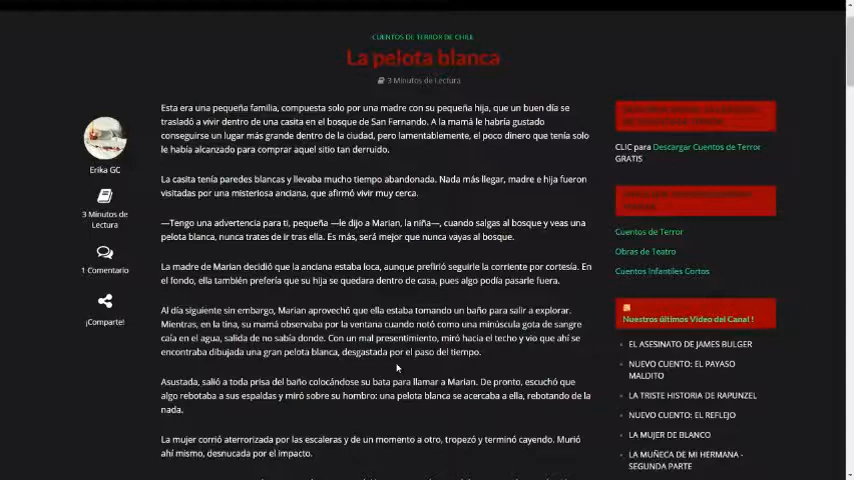 CUENTOS DE TERROR DE CHILE
La pelota blanca
3 Minutos de Lectura
Erika GC
3 Minutos de
Lectura
1 Comentario
¡Comparte!
Esta era una pequeña familia, compuesta solo por una madre con su pequeña hija, que un buen día se
trasladó a vivir dentro de una casita en el bosque de San Fernando. A la mamá le habría gustado
conseguirse un lugar más grande dentro de la ciudad, pero lamentablemente, el poco dinero que tenía solo
le había alcanzado para comprar aquel sitio tan derruido.
La casita tenía paredes blancas y llevaba mucho tiempo abandonada. Nada más llegar, madre e hija fueron
visitadas por una misteriosa anciana, que afirmó vivir muy cerca.
—Tengo una advertencia para ti, pequeña —le dijo a Marian, la niña—, cuando salgas al bosque y veas una
pelota blanca, nunca trates de ir tras ella. Es más, será mejor que nunca vayas al bosque.
La madre de Marian decidió que la anciana estaba loca, aunque prefirió seguirle la corriente por cortesía. En
el fondo, ella también prefería que su hija se quedara dentro de casa, pues algo podía pasarle fuera.
Al día siguiente sin embargo, Marian aprovechó que ella estaba tomando un baño para salir a explorar.
Mientras, en la tina, su mamá observaba por la ventana cuando notó como una minúscula gota de sangre
caía en el agua, salida de no sabía donde. Con un mal presentimiento, miró hacia el techo y vio que ahí se
encontraba dibujada una gran pelota blanca, desgastada por el paso del tiempo.
Asustada, salió a toda prisa del baño colocándose su bata para llamar a Marian. De pronto, escuchó que
algo rebotaba a sus espaldas y miró sobre su hombro: una pelota blanca se acercaba a ella, rebotando de la
nada.
La mujer corrió aterrorizada por las escaleras y de un momento a otro, tropezó y terminó cayendo. Murió
ahí mismo, desnucada por el impacto.
CLIC para Descargar Cuentos de Terror
GRATIS
Cuentos de Terror
Obras de Teatro
Cuentos Infantiles Cortos
Nuestros últimos Video del Canal !
EL ASESINATO DE JAMES BULGER
NUEVO CUENTO: EL PAYASO
MALDITO
LA TRISTE HISTORIA DE RAPUNZEL
NUEVO CUENTO: EL REFLEJO
LA MUJER DE BLANCO
LA MUÑECA DE MI HERMANA -
SEGUNDA PARTE